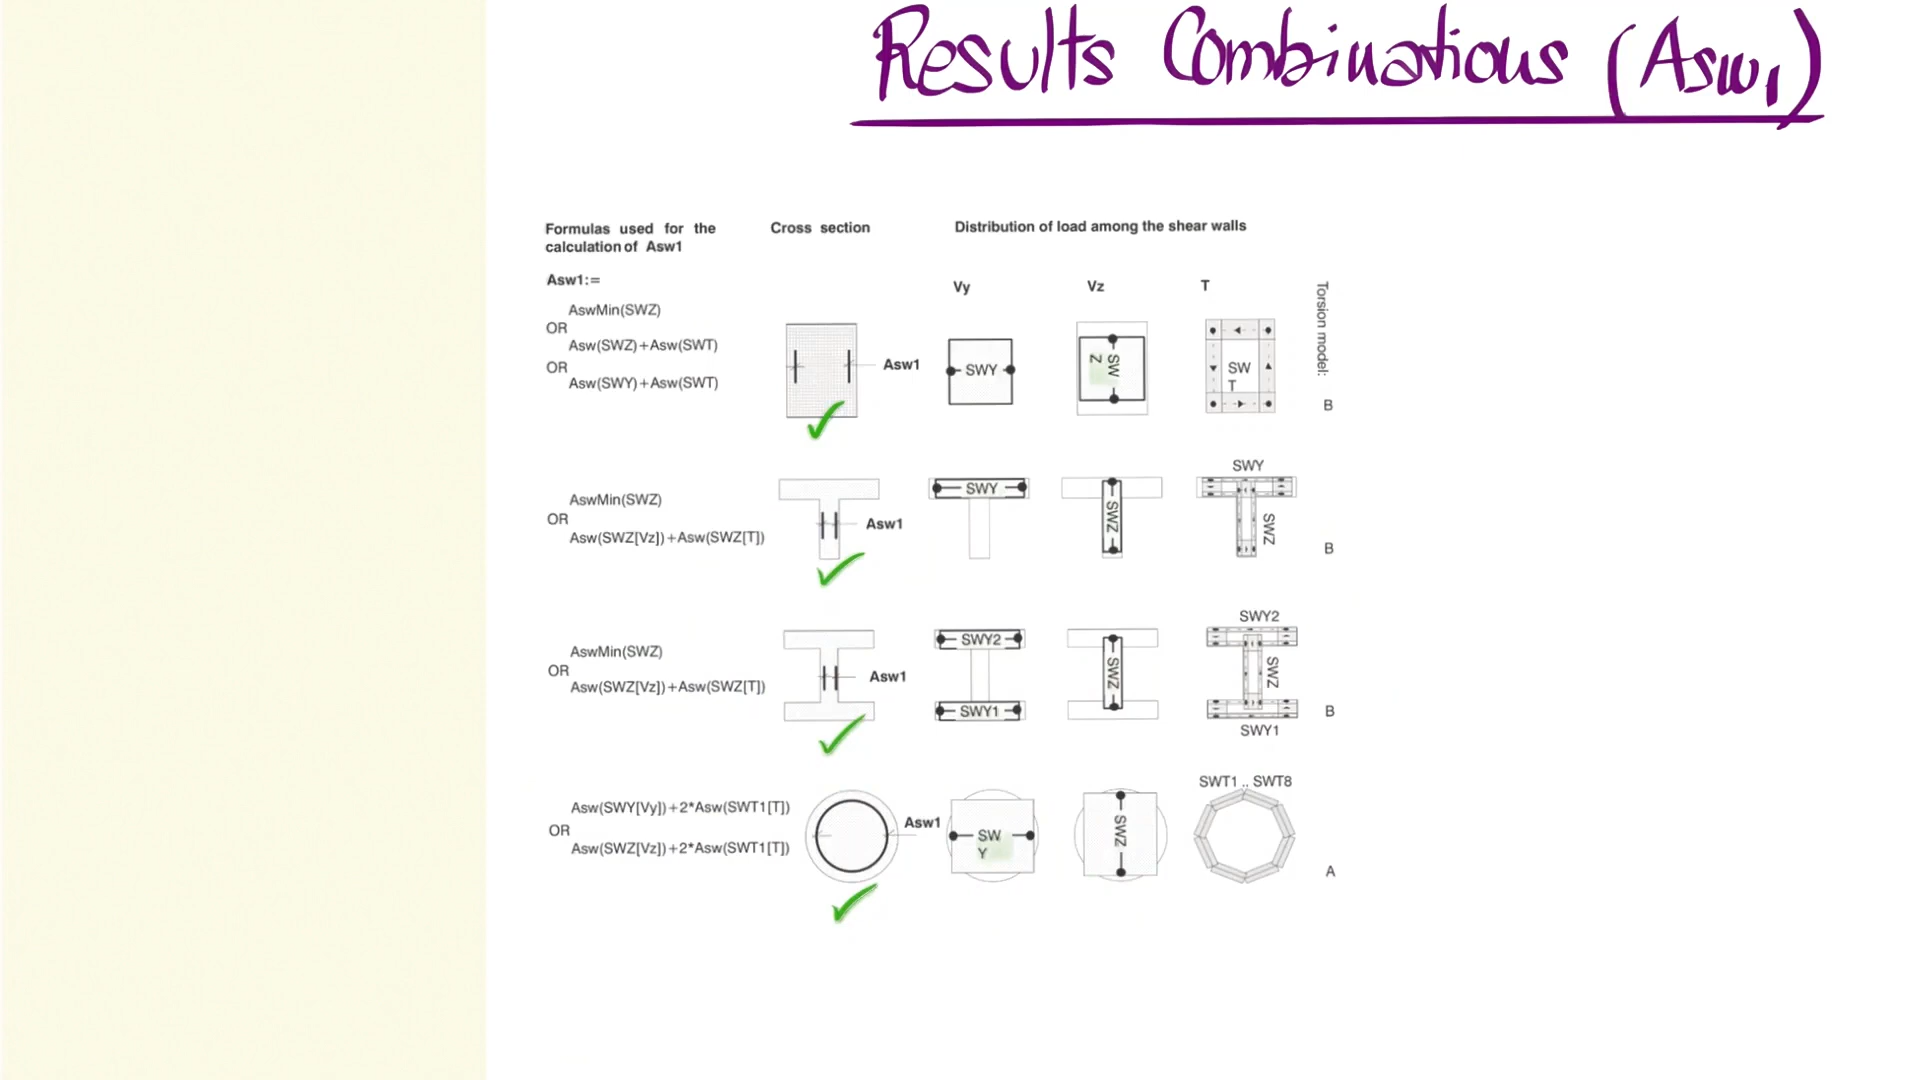 Results Combinations (Asw1)
Formulas used for the
calculation of Asw1
Cross section
Distribution of load among the shear walls
Asw1:=
Vy
Vz
T
Torsion model:
AswMin(SWZ)
OR
Asw(SWZ)+Asw(SWT)
OR
Asw(SWY)+Asw(SWT)
Asw1
SWY
SW
Z
SW
T
B
AswMin(SWZ)
OR
Asw(SWZ[Vz])+Asw(SWZ[T])
Asw1
SWY
SWZ
SWY
SWZ
B
AswMin(SWZ)
OR
Asw(SWZ[Vz])+Asw(SWZ[T])
Asw1
SWY2
SWY1
SWZ
SWY2
SWZ
SWY1
B
Asw(SWY[Vy])+2*Asw(SWT1[T])
OR
Asw(SWZ[Vz])+2*Asw(SWT1[T])
Asw1
SW
Y
SWZ
SWT1 .. SWT8
A